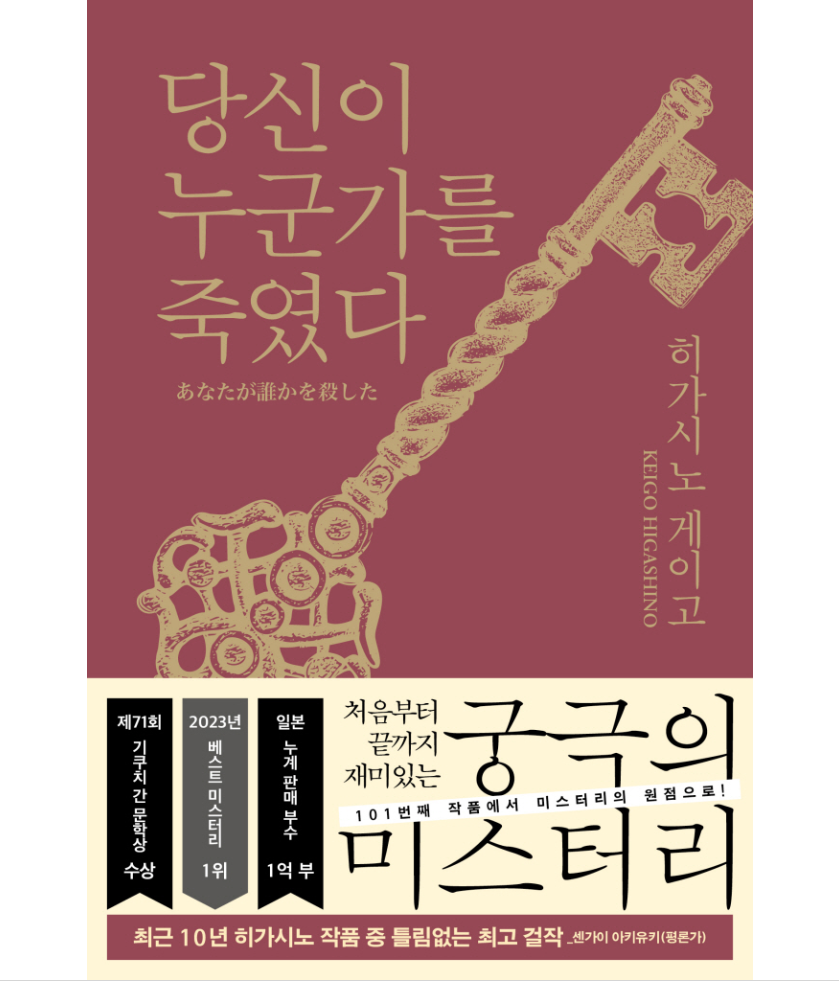 당신이
누군가를
죽였다
あなたが誰かを殺した
히가시노 게이고
KEIGO HIGASHINO
제71회
기쿠치 간 문학상
수상
2023년
베스트 미스터리
1위
일본
누계 판매 부수
1억 부
처음부터
끝까지
재미있는
궁극의
101번째 작품에서 미스터리의 원점으로!
미스터리
최근 10년 히가시노 작품 중 틀림없는 최고 걸작 _센가이 아키유키(평론가)